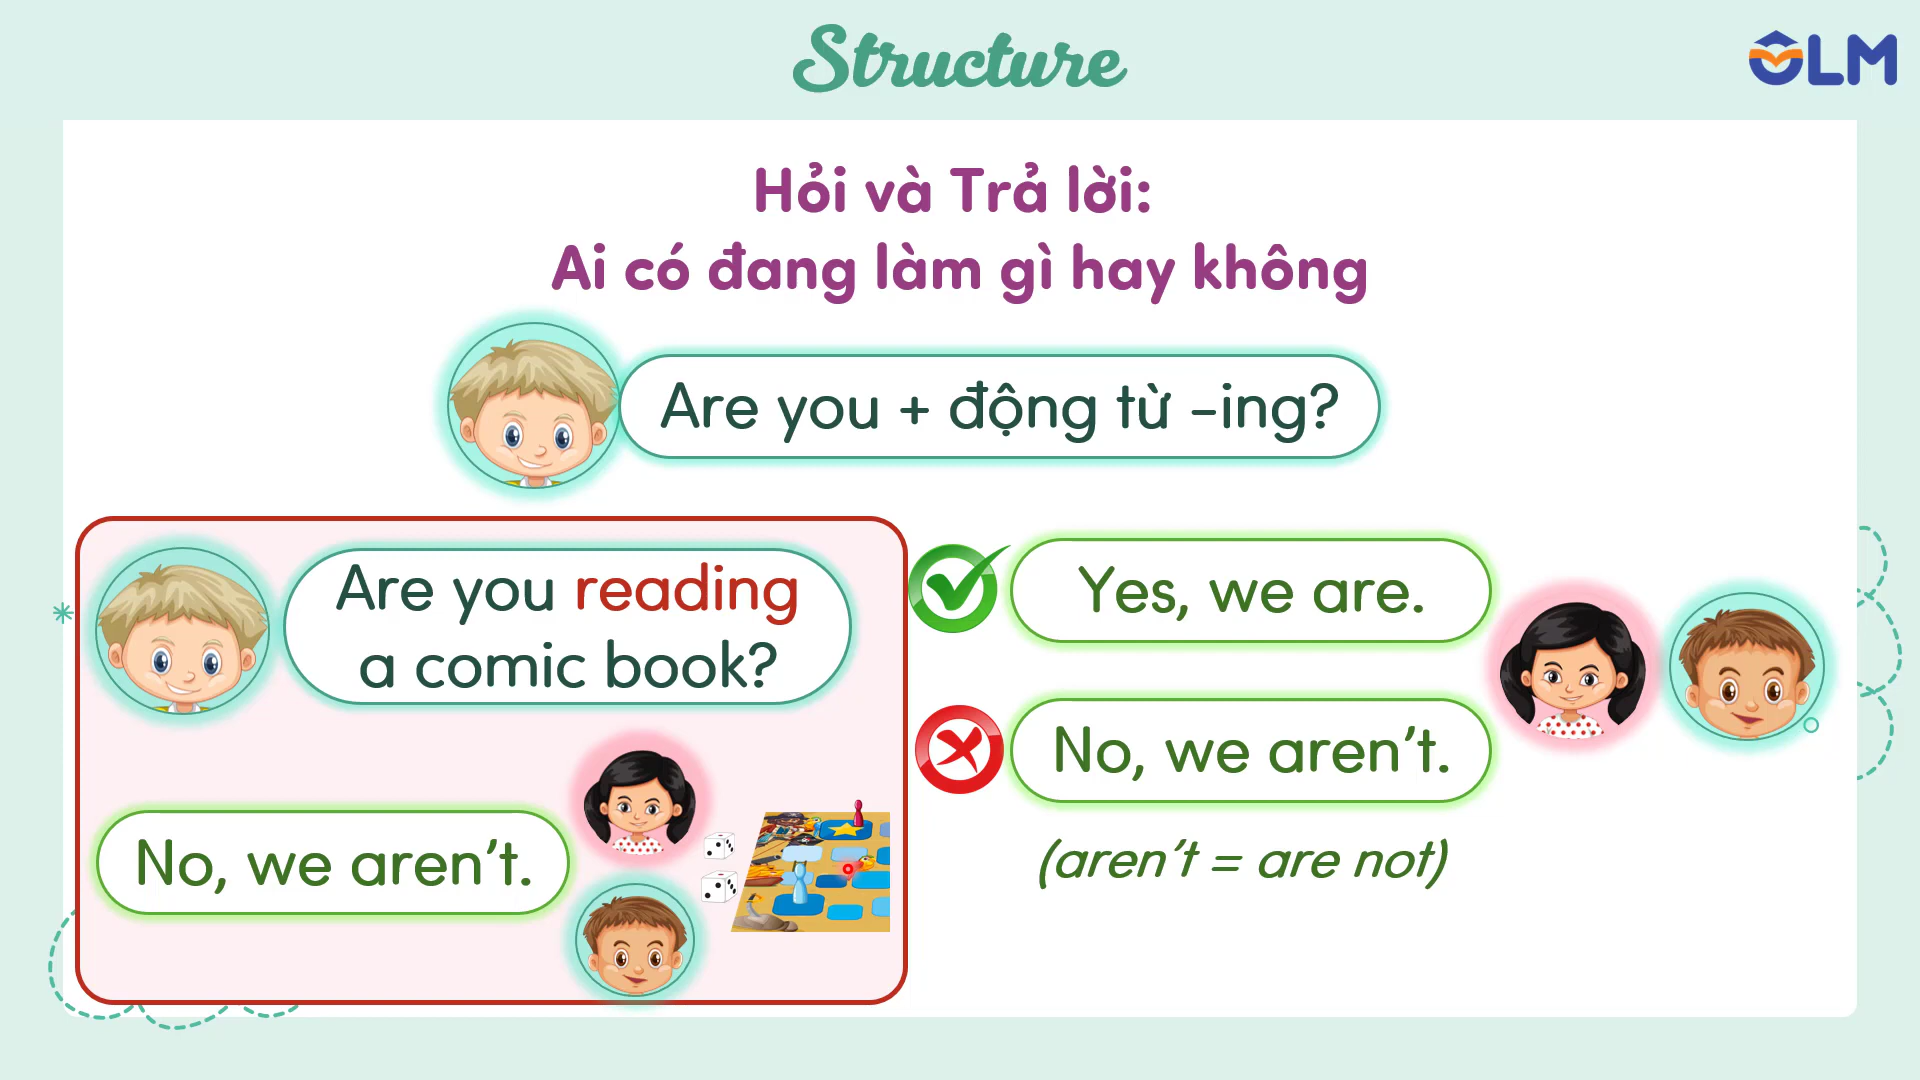 Structure
OLM
Hỏi và Trả lời:
Ai có đang làm gì hay không
Are you + động từ -ing?
Are you reading
a comic book?
No, we aren't.
Yes, we are.
No, we aren't.
(aren't = are not)